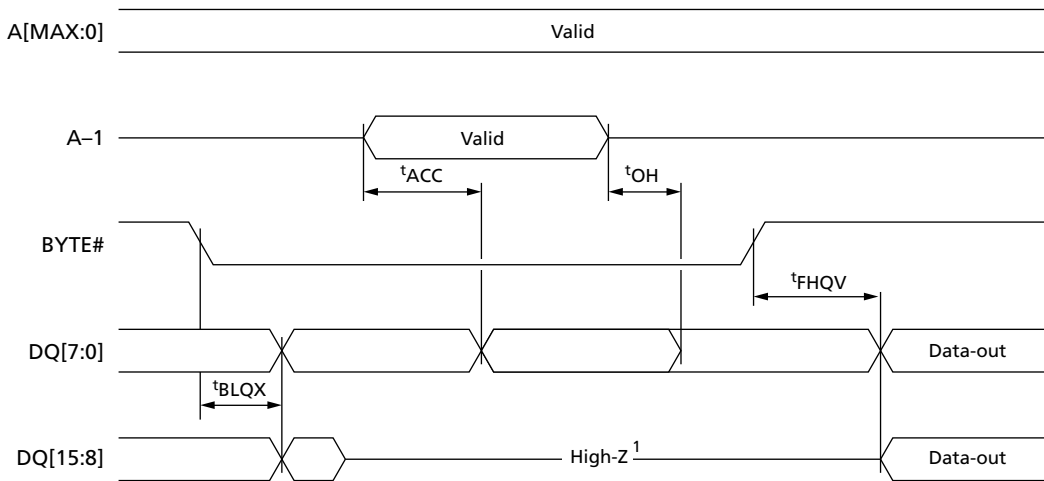 A[MAX:0] Valid
A–1 Valid
tACC tOH
BYTE#
tFHQV
DQ[7:0] Data-out
tBLQX
DQ[15:8] High-Z 1 Data-out